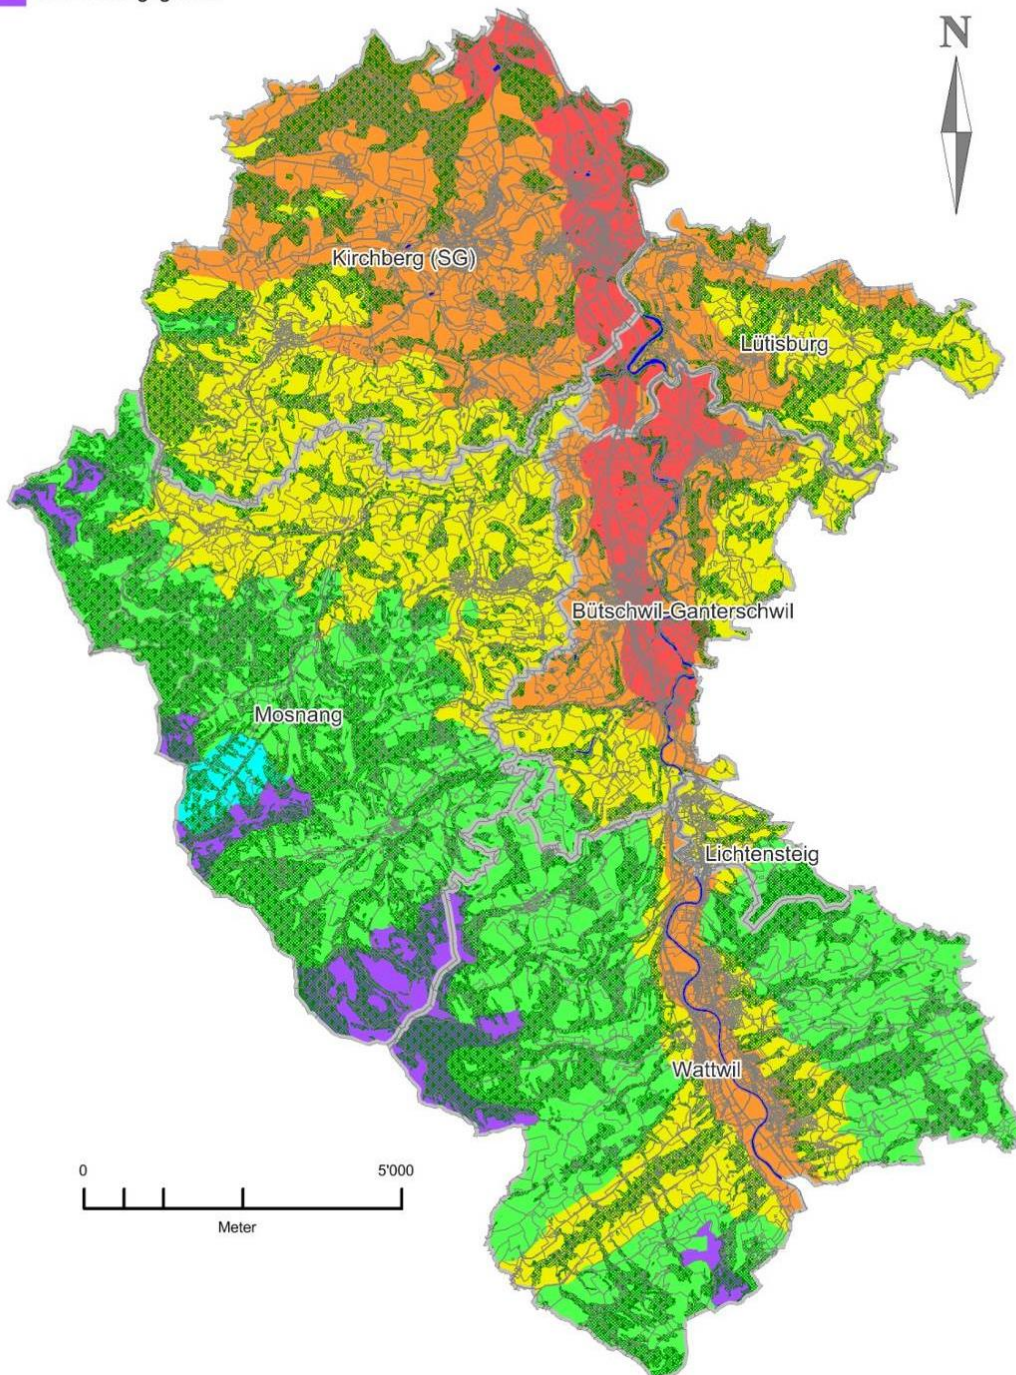 N
Kirchberg (SG)
Lütisburg
Bütschwil-Ganterschwil
Mosnang
Lichtensteig
Wattwil
0 5'000
Meter